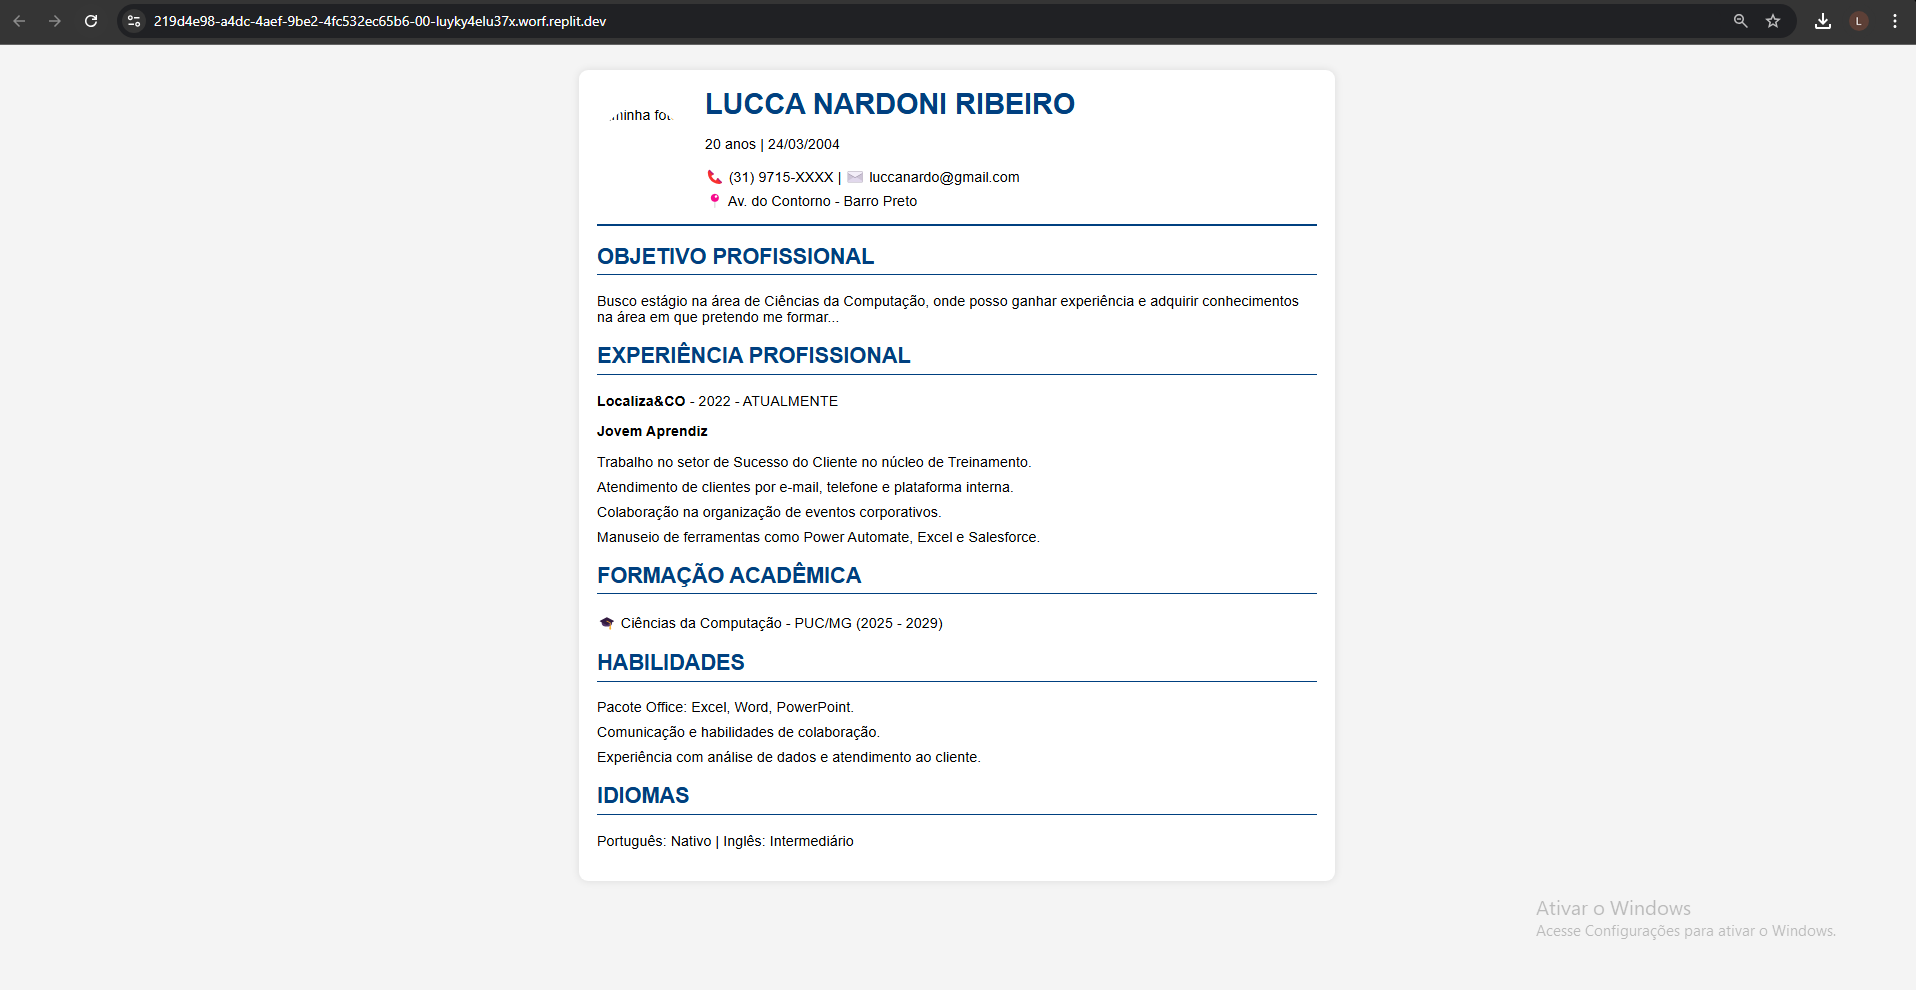 219d4e98-a4dc-4aef-9be2-4fc532ec65b6-00-luyky4elu37x.worf.replit.dev
L
minha
LUCCA NARDONI RIBEIRO
20 anos | 24/03/2004
(31) 9715-XXXX | luccanardo@gmail.com
Av. do Contorno - Barro Preto
OBJETIVO PROFISSIONAL
Busco estágio na área de Ciências da Computação, onde posso ganhar experiência e adquirir conhecimentos
na área em que pretendo me formar...
EXPERIÊNCIA PROFISSIONAL
Localiza&CO - 2022 - ATUALMENTE
Jovem Aprendiz
Trabalho no setor de Sucesso do Cliente no núcleo de Treinamento.
Atendimento de clientes por e-mail, telefone e plataforma interna.
Colaboração na organização de eventos corporativos.
Manuseio de ferramentas como Power Automate, Excel e Salesforce.
FORMAÇÃO ACADÊMICA
Ciências da Computação - PUC/MG (2025 - 2029)
HABILIDADES
Pacote Office: Excel, Word, PowerPoint.
Comunicação e habilidades de colaboração.
Experiência com análise de dados e atendimento ao cliente.
IDIOMAS
Português: Nativo | Inglês: Intermediário
Ativar o Windows
Acesse Configurações para ativar o Windows.